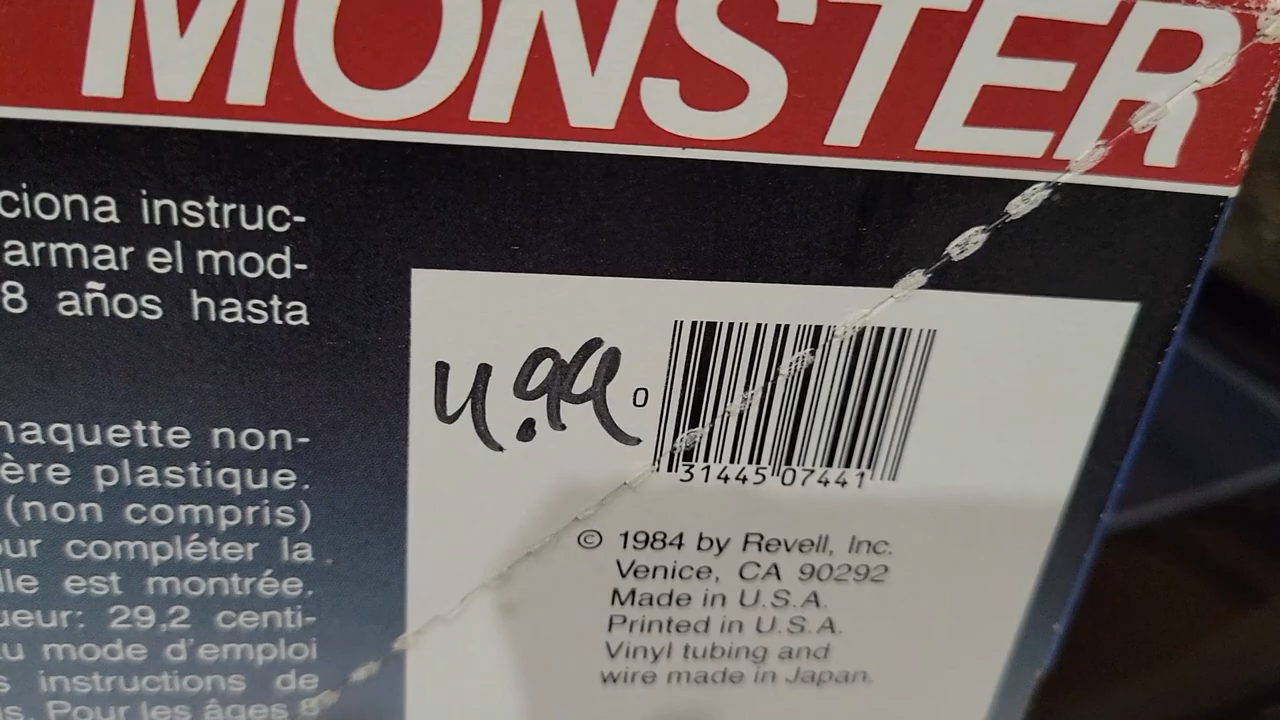 MONSTER
ciona instruc-
armar el mod-
8 años hasta
naquette non-
ère plastique.
(non compris)
ur compléter la
lle est montrée.
ueur: 29,2 centi-
u mode d'emploi
s instructions de
s. Pour les âges 8
4.99
0
31445 07441
© 1984 by Revell, Inc.
Venice, CA 90292
Made in U.S.A.
Printed in U.S.A.
Vinyl tubing and
wire made in Japan.